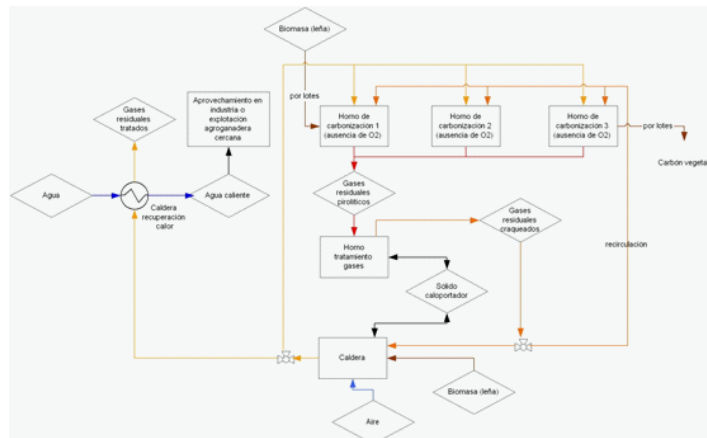 Biomasa (leña)
Gases
residuales
tratados
Aprovechamiento en
industria o
explotación
agroganadera
cercana
por lotes
Horno de
carbonización 1
(ausencia de O2)
Horno de
carbonización 2
(ausencia de O2)
Horno de
carbonización 3
(ausencia de O2)
por lotes
Carbón vegetal
Agua
Caldera
recuperación
calor
Agua caliente
Gases
residuales
pirolíticos
Gases
residuales
craqueados
Horno
tratamiento
gases
recirculación
Sólido
caloportador
Caldera
Biomasa (leña)
Aire